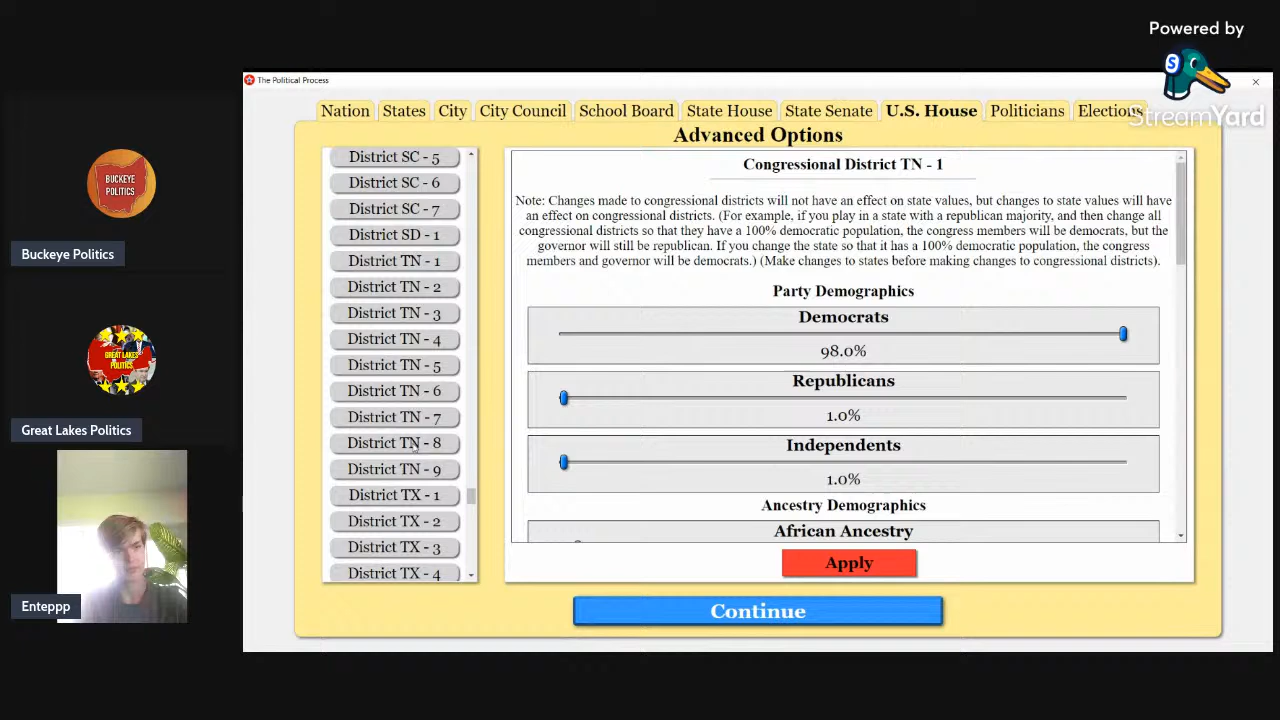 Powered by
S
StreamYard
The Political Process
Nation States City City Council School Board State House State Senate U.S. House Politicians Elections
Advanced Options
District SC - 5
District SC - 6
District SC - 7
District SD - 1
District TN - 1
District TN - 2
District TN - 3
District TN - 4
District TN - 5
District TN - 6
District TN - 7
District TN - 8
District TN - 9
District TX - 1
District TX - 2
District TX - 3
District TX - 4
Congressional District TN - 1
Note: Changes made to congressional districts will not have an effect on state values, but changes to state values will have
an effect on congressional districts. (For example, if you play in a state with a republican majority, and then change all
congressional districts so that they have a 100% democratic population, the congress members will be democrats, but the
governor will still be republican. If you change the state so that it has a 100% democratic population, the congress
members and governor will be democrats.) (Make changes to states before making changes to congressional districts).
Party Demographics
Democrats
98.0%
Republicans
1.0%
Independents
1.0%
Ancestry Demographics
African Ancestry
Apply
Continue
BUCKEYE
POLITICS
Buckeye Politics
GREAT LAKES
POLITICS
Great Lakes Politics
Enteppp